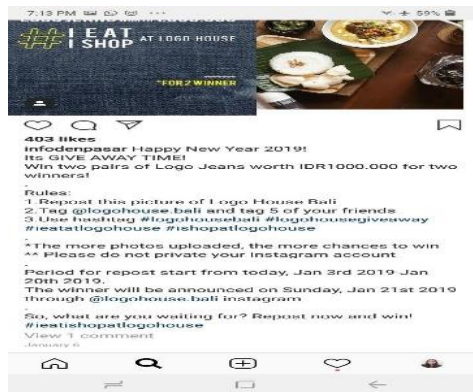 7:13 PM
59%
# I EAT
I SHOP AT LOGO HOUSE
*FOR 2 WINNER
403 likes
infodenpasar Happy New Year 2019!
Its GIVE AWAY TIME!
Win two pairs of Logo Jeans worth IDR1000.000 for two
winners!
.
Rules:
1.Repost this picture of Logo House Bali
2.Tag @logohouse.bali and tag 5 of your friends
3.Use hashtag #logohousebali #logohousegiveaway
#ieatatlogohouse #ishopatlogohouse
.
*The more photos uploaded, the more chances to win
** Please do not private your Instagram account
.
Period for repost start from today, Jan 3rd 2019-Jan
20th 2019.
The winner will be announced on Sunday, Jan 21st 2019
through @logohouse.bali instagram
.
So, what are you waiting for? Repost now and win!
#ieatishopatlogohouse
View 1 comment
January 6